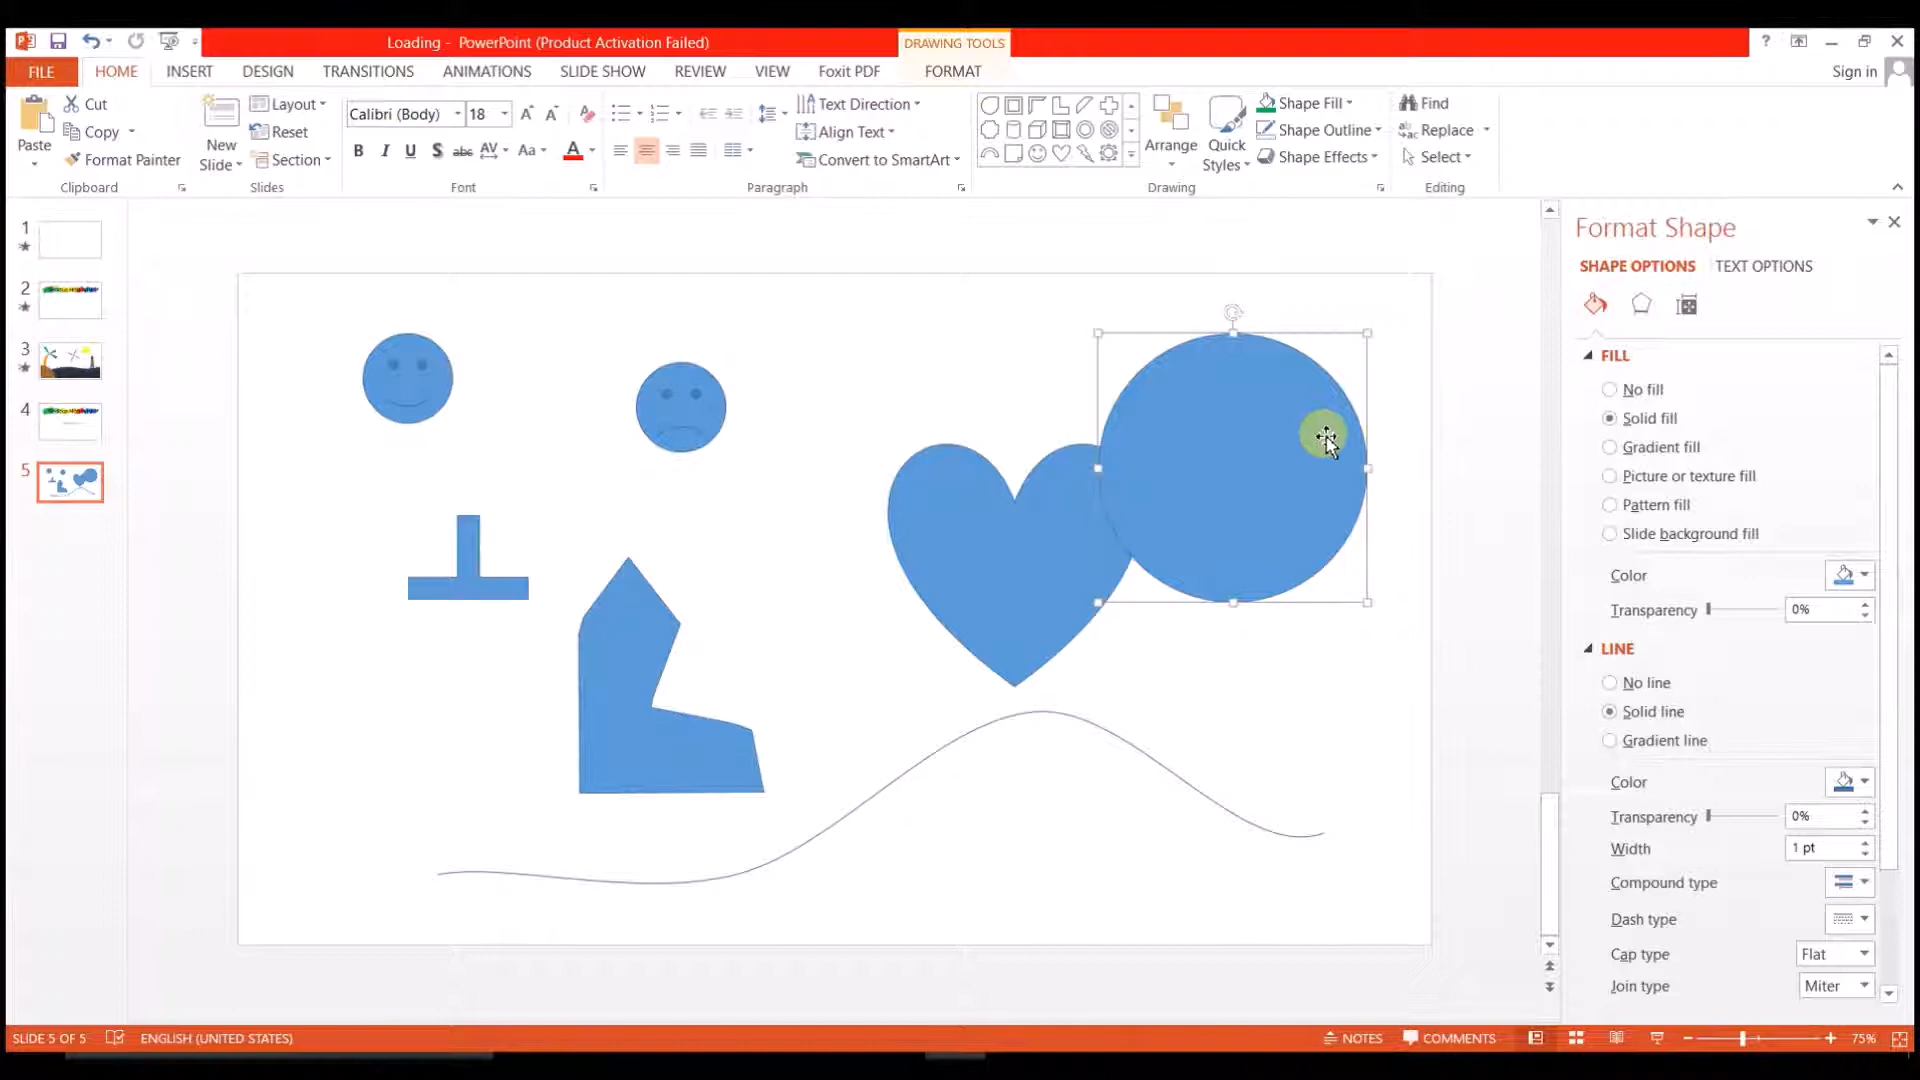 Loading - PowerPoint (Product Activation Failed)
DRAWING TOOLS
?
FILE HOME INSERT DESIGN TRANSITIONS ANIMATIONS SLIDE SHOW REVIEW VIEW Foxit PDF FORMAT Sign in
Paste
Cut
Copy
Format Painter
Clipboard
New
Slide
Layout
Reset
Section
Slides
Calibri (Body) 18
B I U S abc AV Aa A
Font
Text Direction
Align Text
Convert to SmartArt
Paragraph
Arrange
Quick
Styles
Shape Fill
Shape Outline
Shape Effects
Drawing
Find
Replace
Select
Editing
1
2
3
4
5
Format Shape
SHAPE OPTIONS TEXT OPTIONS
FILL
No fill
Solid fill
Gradient fill
Picture or texture fill
Pattern fill
Slide background fill
Color
Transparency 0%
LINE
No line
Solid line
Gradient line
Color
Transparency 0%
Width 1 pt
Compound type
Dash type
Cap type Flat
Join type Miter
SLIDE 5 OF 5 ENGLISH (UNITED STATES) NOTES COMMENTS 75%